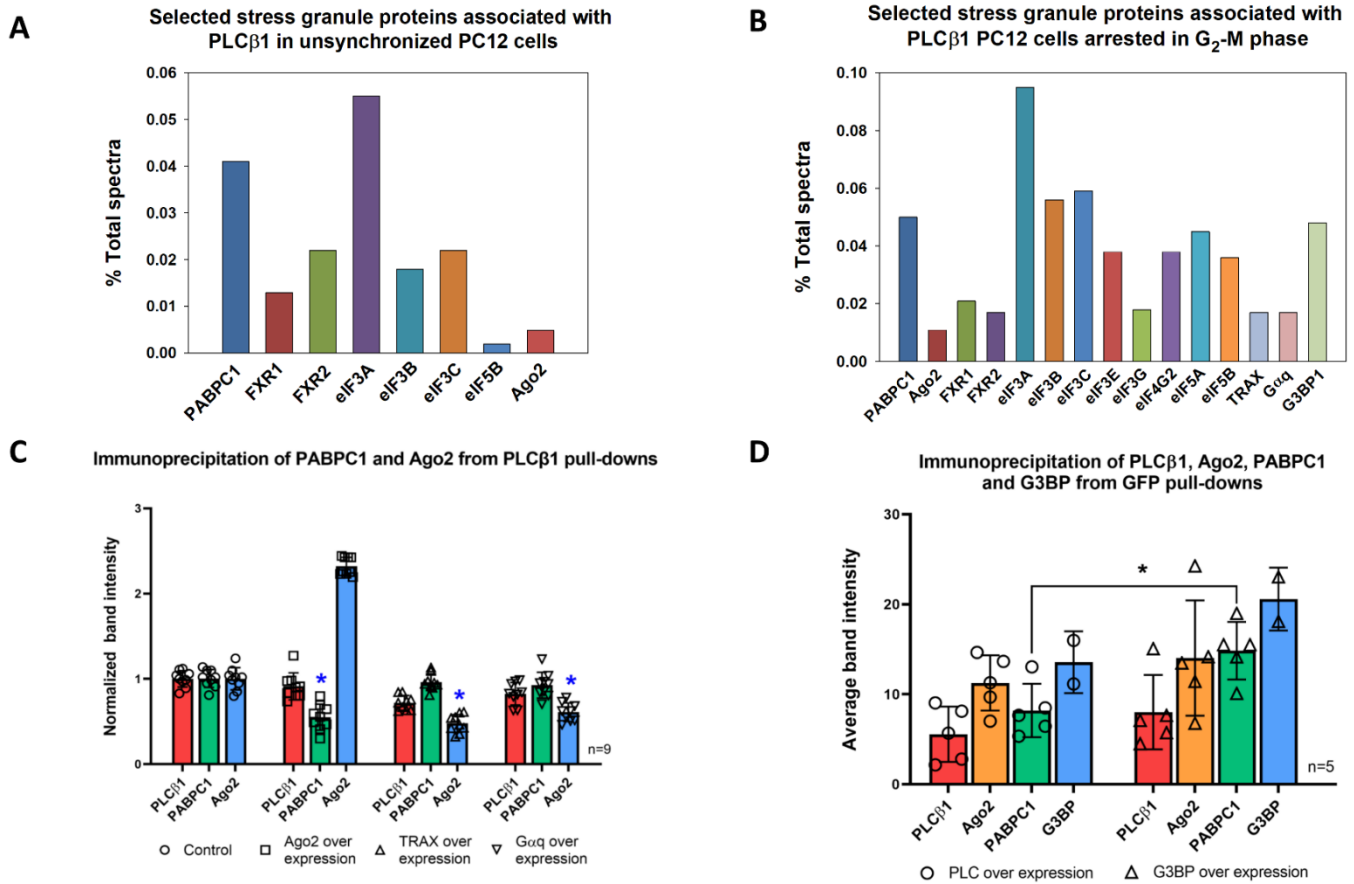 A
Selected stress granule proteins associated with
PLCβ1 in unsynchronized PC12 cells
% Total spectra
0.06
0.05
0.04
0.03
0.02
0.01
0.00
PABPC1
FXR1
FXR2
eIF3A
eIF3B
eIF3C
eIF5B
Ago2
B
Selected stress granule proteins associated with
PLCβ1 PC12 cells arrested in G₂-M phase
% Total spectra
0.10
0.08
0.06
0.04
0.02
0.00
PABPC1
Ago2
FXR1
FXR2
eIF3A
eIF3B
eIF3C
eIF3E
eIF3G
eIF4G2
eIF5A
eIF5B
TRAX
Gαq
G3BP1
C
Immunoprecipitation of PABPC1 and Ago2 from PLCβ1 pull-downs
Normalized band intensity
3
2
1
0
*
*
*
n=9
PLCβ1
PABPC1
Ago2
PLCβ1
PABPC1
Ago2
PLCβ1
PABPC1
Ago2
PLCβ1
PABPC1
Ago2
Control
Ago2 over
expression
TRAX over
expression
Gαq over
expression
D
Immunoprecipitation of PLCβ1, Ago2, PABPC1
and G3BP from GFP pull-downs
Average band intensity
30
20
10
0
*
n=5
PLCβ1
Ago2
PABPC1
G3BP
PLCβ1
Ago2
PABPC1
G3BP
PLC over expression
G3BP over expression